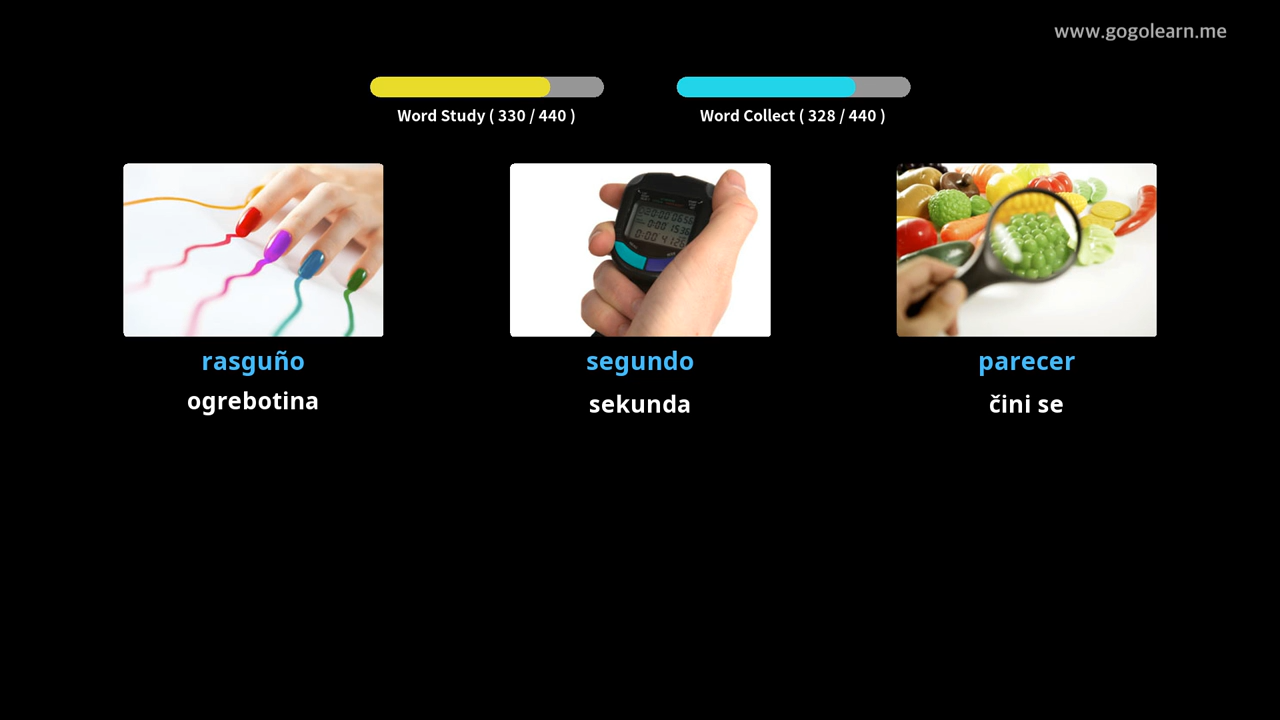 www.gogolearn.me
Word Study ( 330 / 440 )
Word Collect ( 328 / 440 )
rasguño
ogrebotina
segundo
sekunda
parecer
čini se